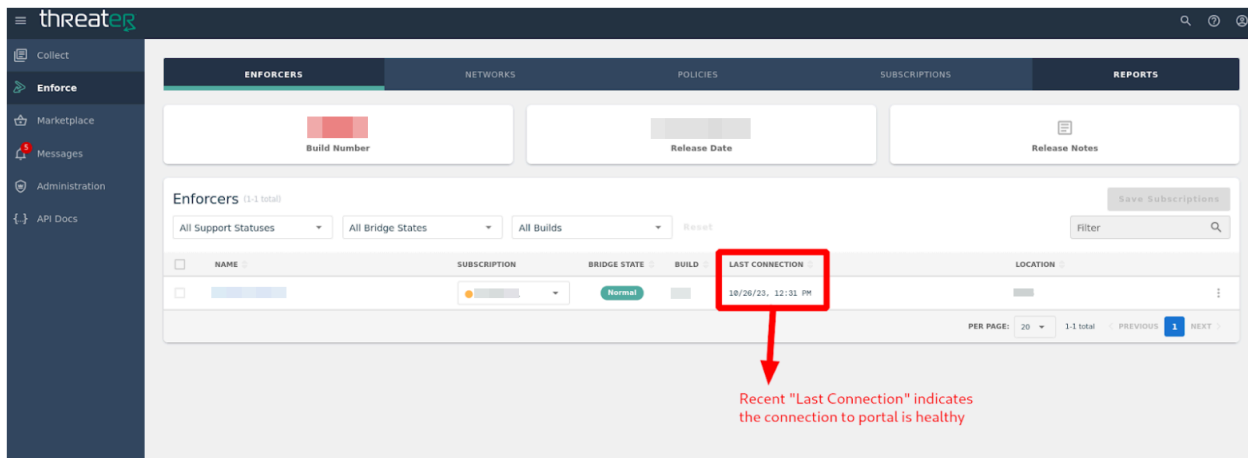 threater
Collect
Enforce
Marketplace
5
Messages
Administration
{..} API Docs
ENFORCERS NETWORKS POLICIES SUBSCRIPTIONS REPORTS
Build Number
Release Date
Release Notes
Enforcers (1-1 total)
Save Subscriptions
All Support Statuses All Bridge States All Builds Reset Filter
NAME SUBSCRIPTION BRIDGE STATE BUILD LAST CONNECTION LOCATION
Normal 10/26/23, 12:31 PM
PER PAGE: 20 1-1 total PREVIOUS 1 NEXT
Recent "Last Connection" indicates
the connection to portal is healthy